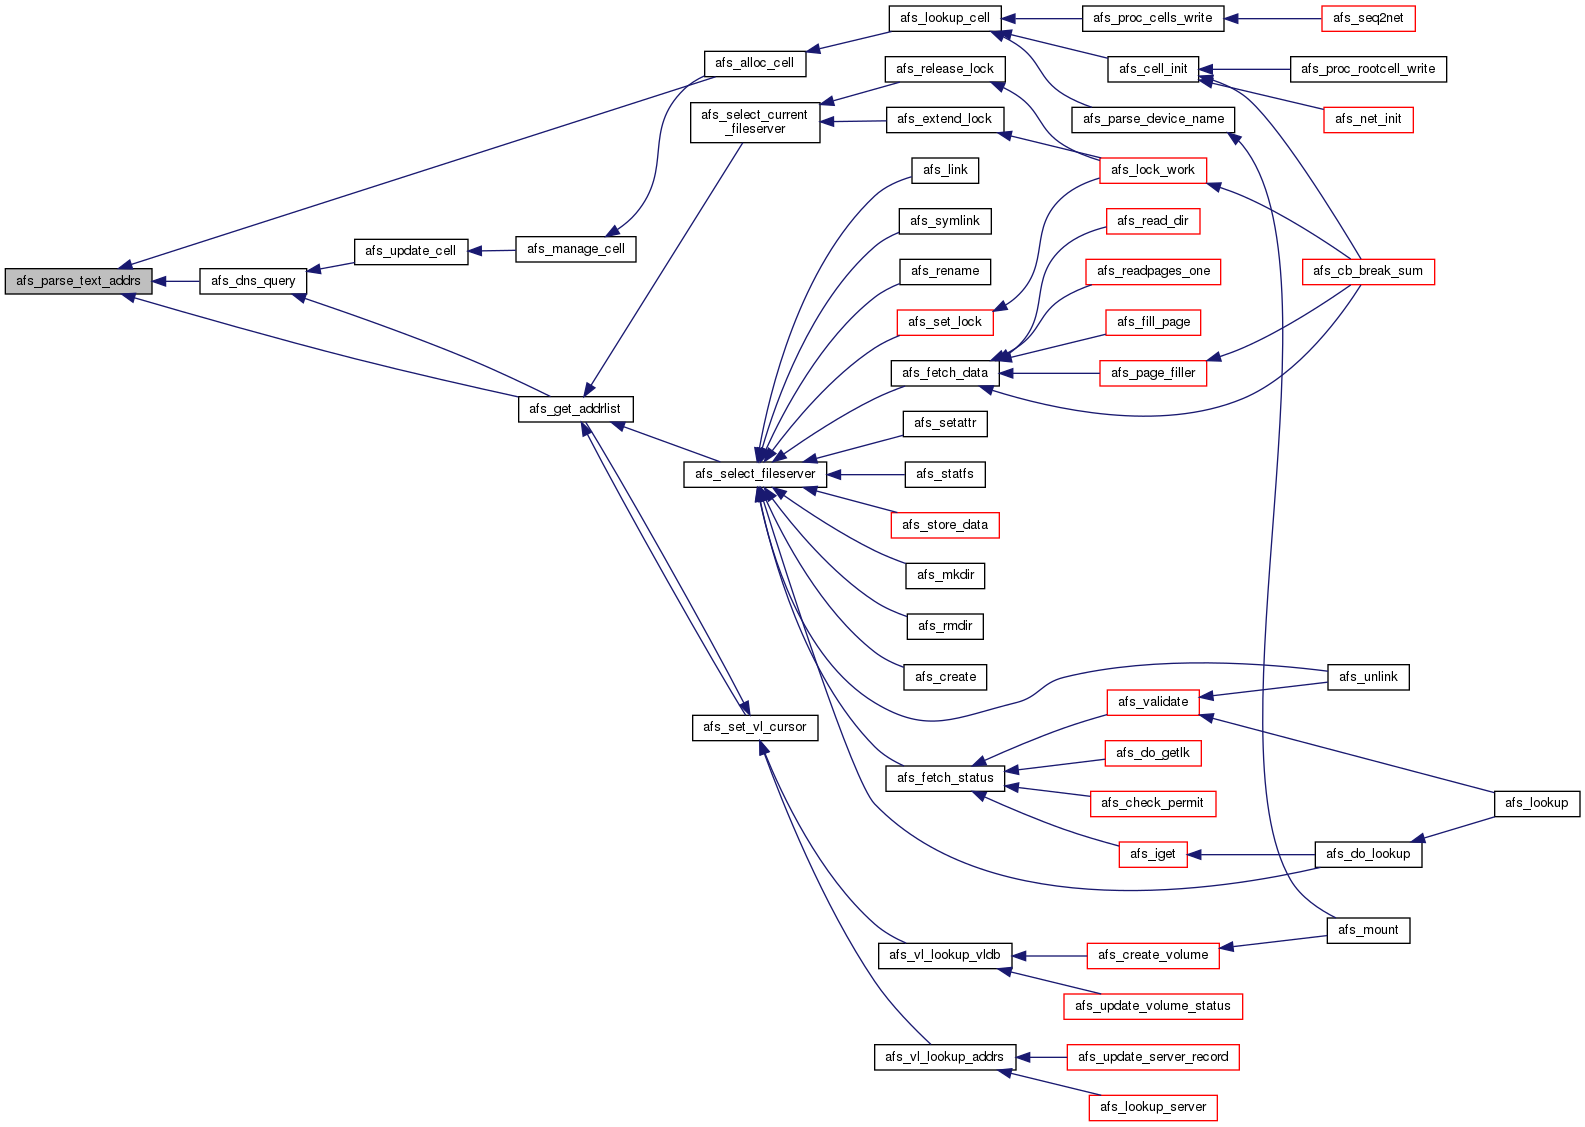 afs_lookup_cell
afs_proc_cells_write
afs_seq2net
afs_alloc_cell
afs_release_lock
afs_cell_init
afs_proc_rootcell_write
afs_select_current
_fileserver
afs_extend_lock
afs_parse_device_name
afs_net_init
afs_link
afs_lock_work
afs_symlink
afs_read_dir
afs_update_cell
afs_manage_cell
afs_parse_text_addrs
afs_dns_query
afs_rename
afs_readpages_one
afs_cb_break_sum
afs_set_lock
afs_fill_page
afs_fetch_data
afs_page_filler
afs_get_addrlist
afs_setattr
afs_select_fileserver
afs_statfs
afs_store_data
afs_mkdir
afs_rmdir
afs_create
afs_unlink
afs_validate
afs_set_vl_cursor
afs_do_getlk
afs_fetch_status
afs_check_permit
afs_lookup
afs_iget
afs_do_lookup
afs_mount
afs_vl_lookup_vldb
afs_create_volume
afs_update_volume_status
afs_vl_lookup_addrs
afs_update_server_record
afs_lookup_server